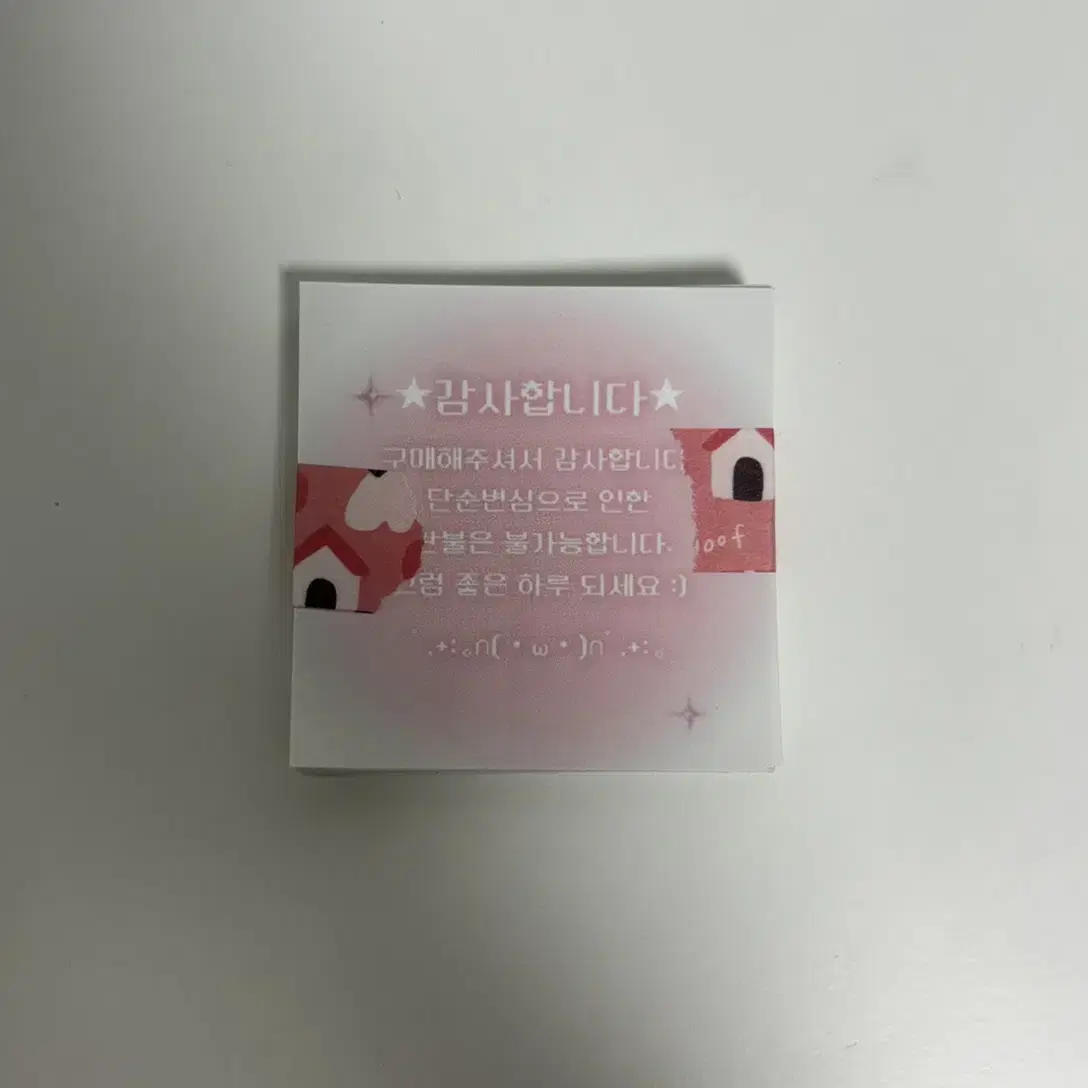 ★감사합니다★
구매해주셔서 감사합니다
단순변심으로 인한
불은 불가능합니다.
그럼 좋은 하루 되세요 :)
˚.+:｡∩(・ω・)∩˚.+:｡
oof